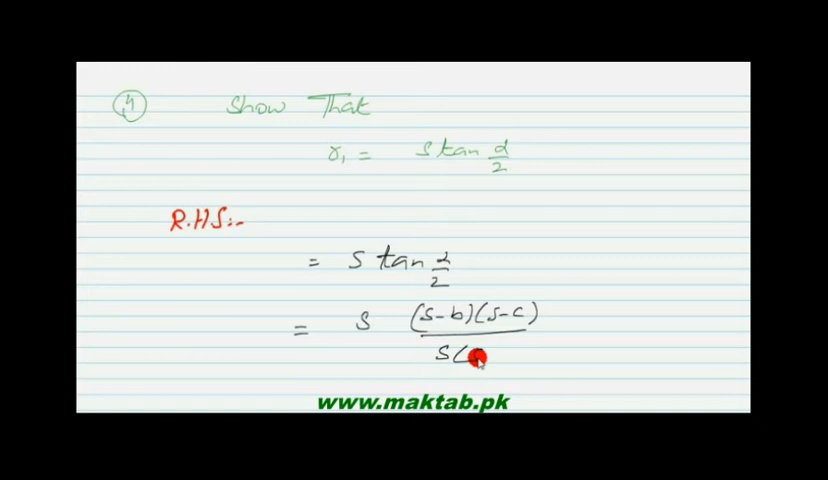 4) Show That
r₁ = s tan α/2
R.H.S:-
= s tan α/2
= s (s-b)(s-c) / s(
www.maktab.pk